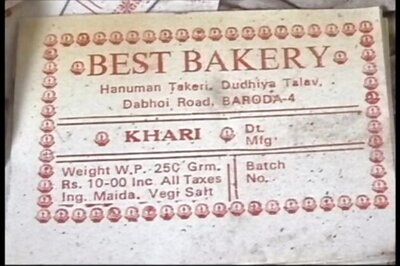 BEST BAKERY
Hanuman Tekeri, Dudhiya Talav,
Dabhoi Road, BARODA-4
KHARI
Dt.
Mfg.
Weight W.P. 250 Grm.
Rs. 10-00 Inc All Taxes
Ing. Maida, Vegi Salt
Batch
No.